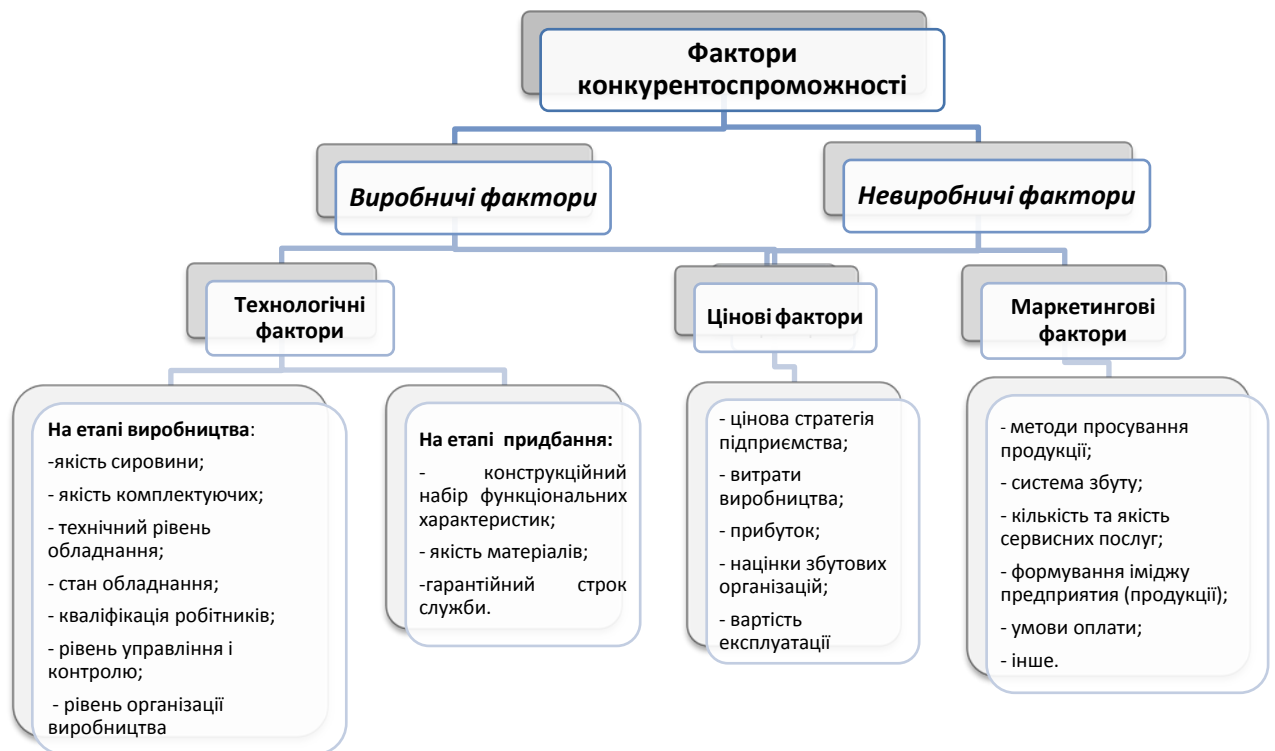 Фактори
конкурентоспроможності
Виробничі фактори
Невиробничі фактори
Технологічні
фактори
Цінові фактори
Маркетингові
фактори
На етапі виробництва:
-якість сировини;
- якість комплектуючих;
- технічний рівень
обладнання;
- стан обладнання;
- кваліфікація робітників;
- рівень управління і
контролю;
- рівень організації
виробництва
На етапі придбання:
- конструкційний
набір функціональних
характеристик;
- якість матеріалів;
-гарантійний строк
служби.
- цінова стратегія
підприємства;
- витрати
виробництва;
- прибуток;
- націнки збутових
організацій;
- вартість
експлуатації
- методи просування
продукції;
- система збуту;
- кількість та якість
сервисних послуг;
- формування іміджу
предприятия (продукції);
- умови оплати;
- інше.